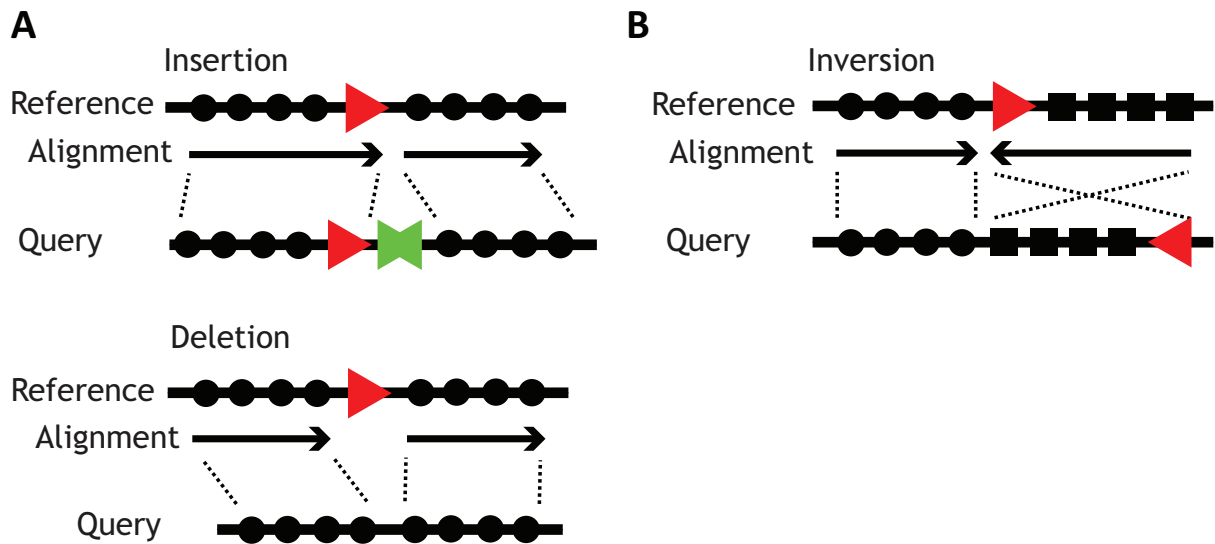 A
Insertion
Reference
Alignment
Query
Deletion
Reference
Alignment
Query
B
Inversion
Reference
Alignment
Query